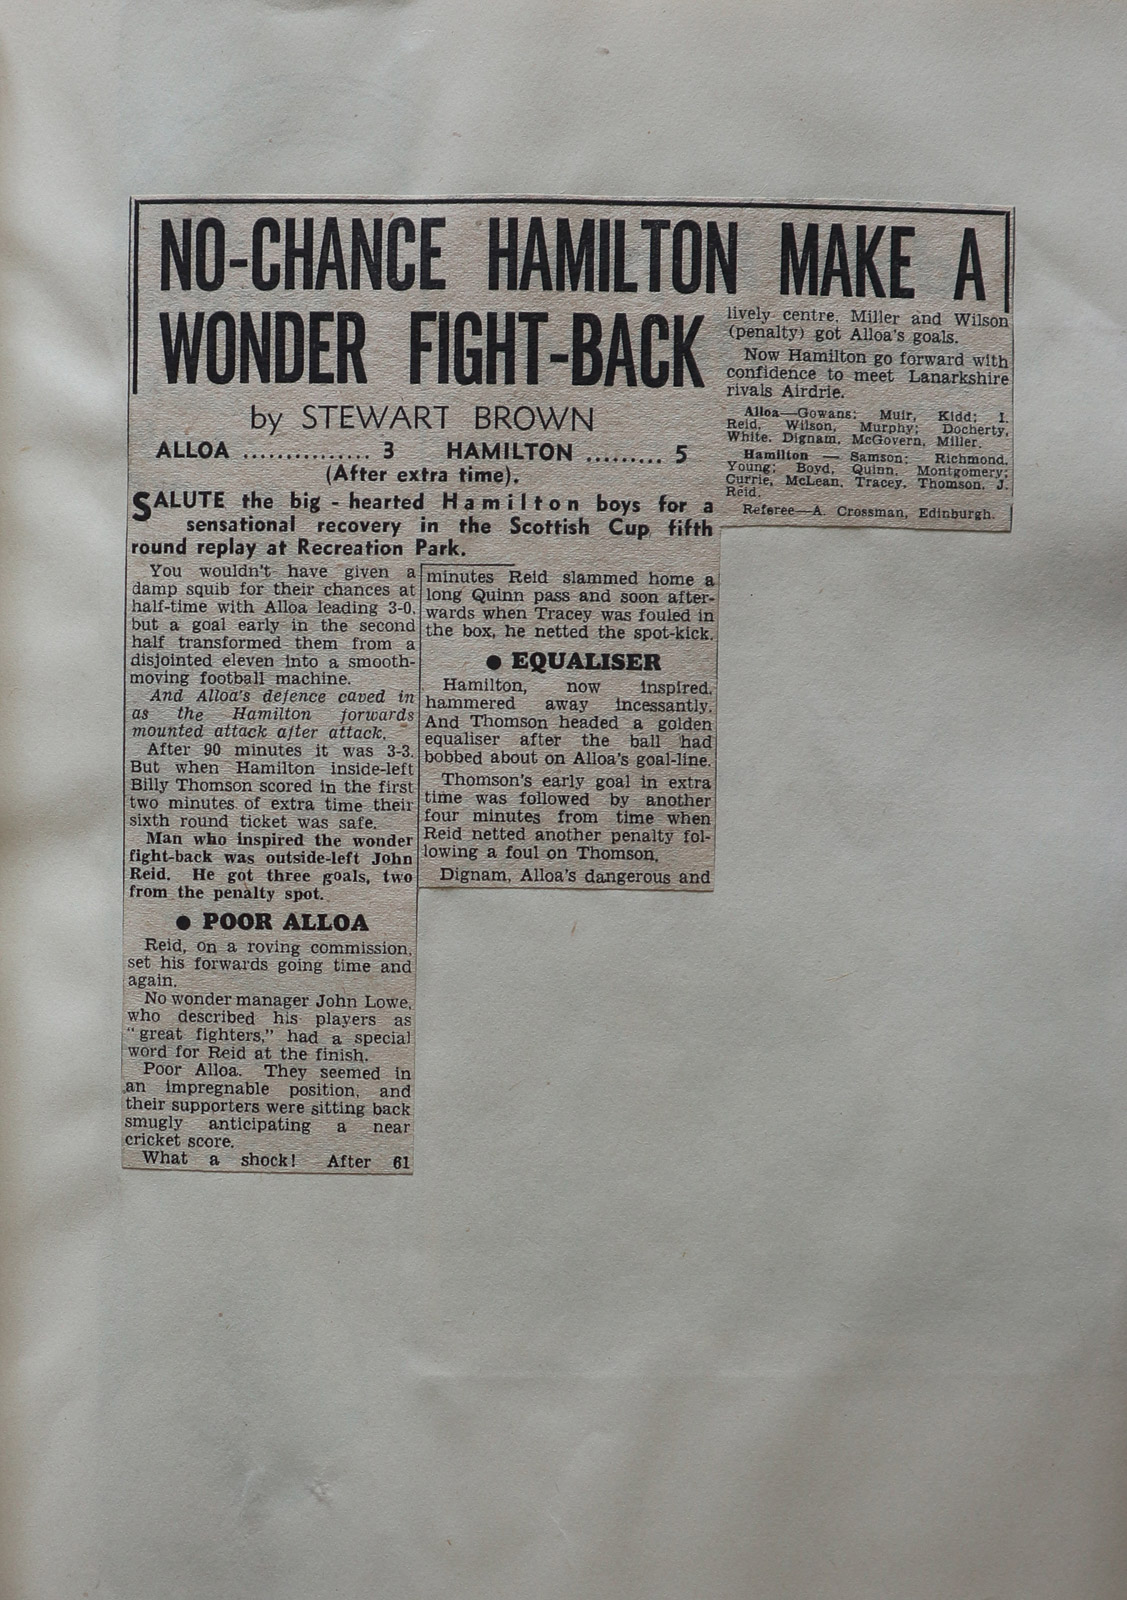 NO-CHANCE HAMILTON MAKE A
WONDER FIGHT-BACK
by STEWART BROWN
ALLOA ............... 3 HAMILTON ......... 5
(After extra time).
SALUTE the big - hearted Hamilton boys for a
sensational recovery in the Scottish Cup fifth
round replay at Recreation Park.
You wouldn't have given a
damp squib for their chances at
half-time with Alloa leading 3-0,
but a goal early in the second
half transformed them from a
disjointed eleven into a smooth-
moving football machine.
And Alloa's defence caved in
as the Hamilton forwards
mounted attack after attack.
After 90 minutes it was 3-3.
But when Hamilton inside-left
Billy Thomson scored in the first
two minutes of extra time their
sixth round ticket was safe.
Man who inspired the wonder
fight-back was outside-left John
Reid. He got three goals, two
from the penalty spot.
● POOR ALLOA
Reid, on a roving commission,
set his forwards going time and
again.
No wonder manager John Lowe,
who described his players as
"great fighters," had a special
word for Reid at the finish.
Poor Alloa. They seemed in
an impregnable position, and
their supporters were sitting back
smugly anticipating a near
cricket score.
What a shock! After 61
minutes Reid slammed home a
long Quinn pass and soon after-
wards when Tracey was fouled in
the box, he netted the spot-kick.
● EQUALISER
Hamilton, now inspired,
hammered away incessantly.
And Thomson headed a golden
equaliser after the ball had
bobbed about on Alloa's goal-line.
Thomson's early goal in extra
time was followed by another
four minutes from time when
Reid netted another penalty fol-
lowing a foul on Thomson.
Dignam, Alloa's dangerous and
lively centre, Miller and Wilson
(penalty) got Alloa's goals.
Now Hamilton go forward with
confidence to meet Lanarkshire
rivals Airdrie.
Alloa—Gowans; Muir, Kidd; I.
Reid, Wilson, Murphy; Docherty,
White, Dignam, McGovern, Miller.
Hamilton — Samson; Richmond,
Young; Boyd, Quinn, Montgomery;
Currie, McLean, Tracey, Thomson, J.
Reid.
Referee—A. Crossman, Edinburgh.